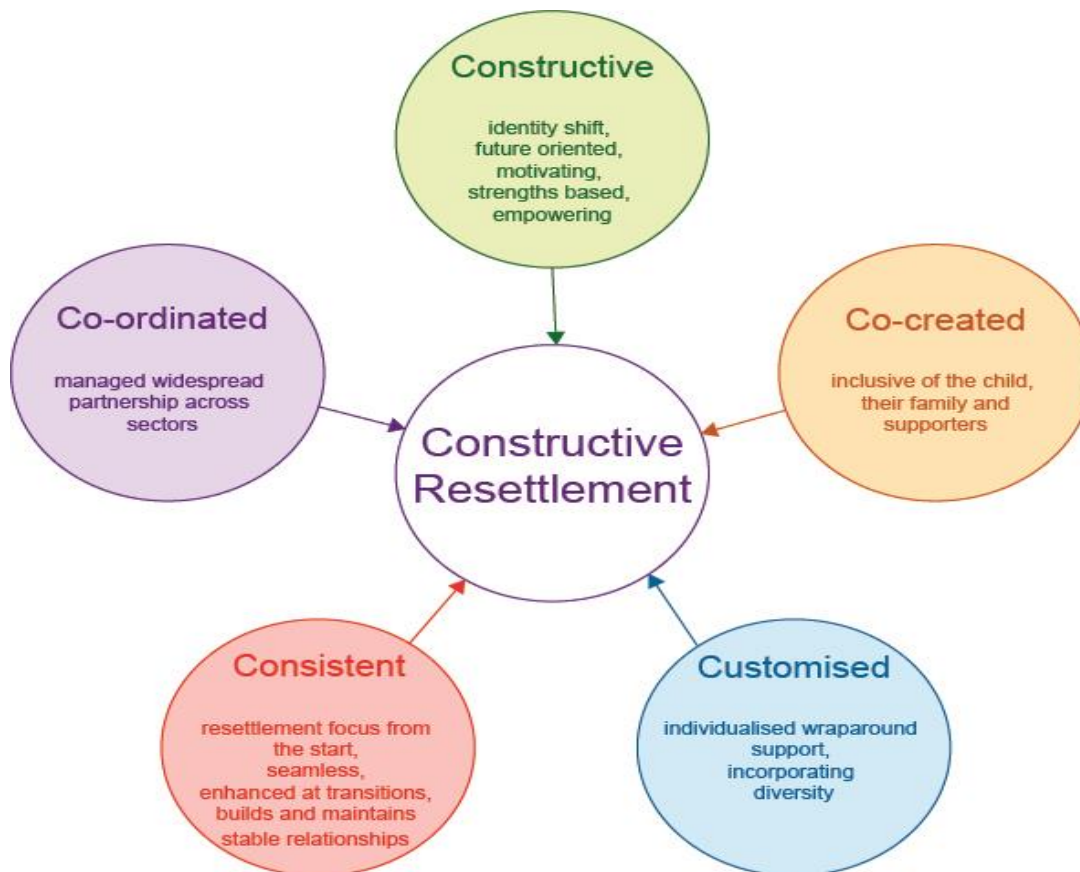 Constructive
identity shift,
future oriented,
motivating,
strengths based,
empowering
Co-ordinated
managed widespread
partnership across
sectors
Co-created
inclusive of the child,
their family and
supporters
Constructive
Resettlement
Consistent
resettlement focus from
the start,
seamless,
enhanced at transitions,
builds and maintains
stable relationships
Customised
individualised wraparound
support,
incorporating
diversity